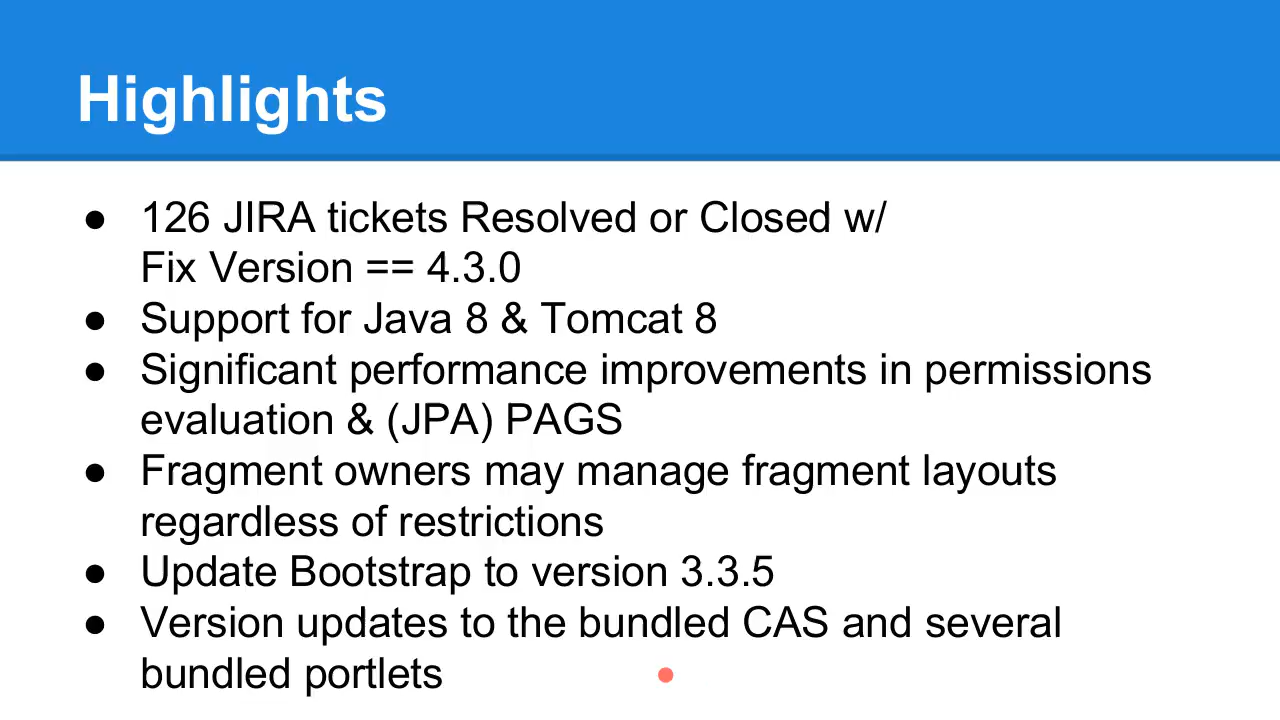 Highlights
● 126 JIRA tickets Resolved or Closed w/
Fix Version == 4.3.0
● Support for Java 8 & Tomcat 8
● Significant performance improvements in permissions
evaluation & (JPA) PAGS
● Fragment owners may manage fragment layouts
regardless of restrictions
● Update Bootstrap to version 3.3.5
● Version updates to the bundled CAS and several
bundled portlets